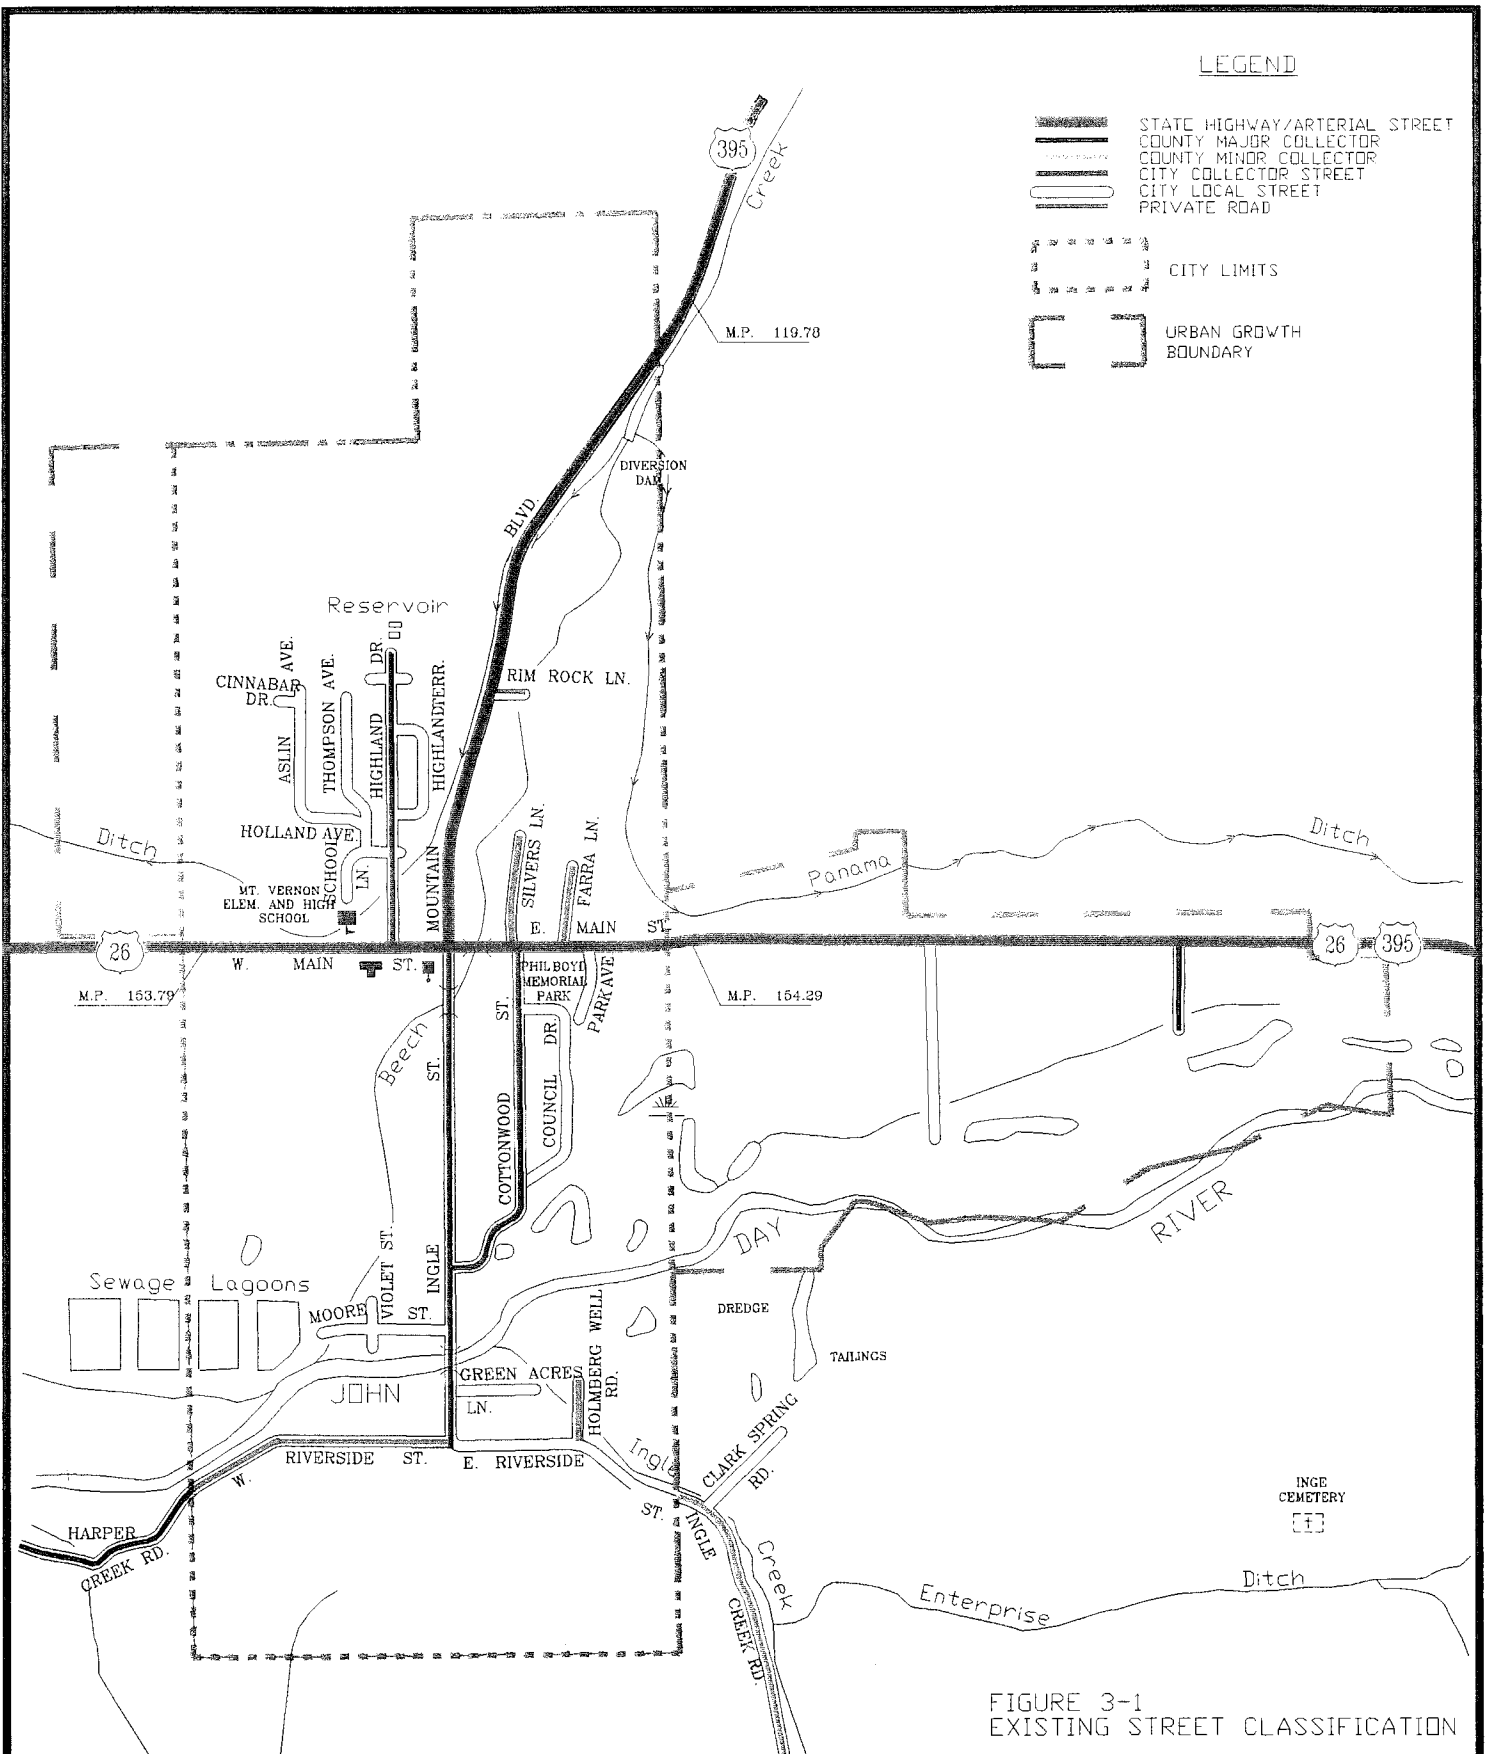 LEGEND
STATE HIGHWAY/ARTERIAL STREET
COUNTY MAJOR COLLECTOR
COUNTY MINOR COLLECTOR
CITY COLLECTOR STREET
CITY LOCAL STREET
PRIVATE ROAD
CITY LIMITS
URBAN GROWTH
BOUNDARY
395
Creek
M.P. 119.78
DIVERSION
DAM
BLVD.
Reservoir
CINNABAR
DR.
ASLIN AVE.
THOMPSON AVE.
HIGHLAND DR.
HIGHLAND TERR.
RIM ROCK LN.
HOLLAND AVE.
SCHOOL
LN.
Ditch
MT. VERNON
ELEM. AND HIGH
SCHOOL
MOUNTAIN
SILVERS LN.
FARRA LN.
Panama
Ditch
E. MAIN ST.
26
W. MAIN ST.
26
395
M.P. 153.79
M.P. 154.29
PHIL BOYD
MEMORIAL
PARK
PARK AVE
Beech
ST.
COTTONWOOD ST.
COUNCIL DR.
INGLE
VIOLET ST.
Sewage Lagoons
MOORE ST.
DAY
RIVER
DREDGE
TAILINGS
JOHN
GREEN ACRES
LN.
HOLMBERG WELL
RD.
W. RIVERSIDE ST.
E. RIVERSIDE
ST.
Ingle
CLARK SPRING
RD.
HARPER
CREEK RD.
INGLE
CREEK RD.
Creek
INGE
CEMETERY
Enterprise
Ditch
FIGURE 3-1
EXISTING STREET CLASSIFICATION